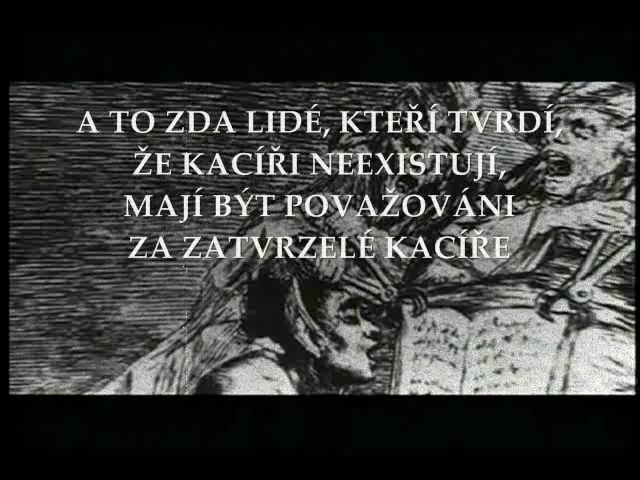 A TO ZDA LIDÉ, KTEŘÍ TVRDÍ,
ŽE KACÍŘI NEEXISTUJÍ,
MAJÍ BÝT POVAŽOVÁNI
ZA ZATVRZELÉ KACÍŘE